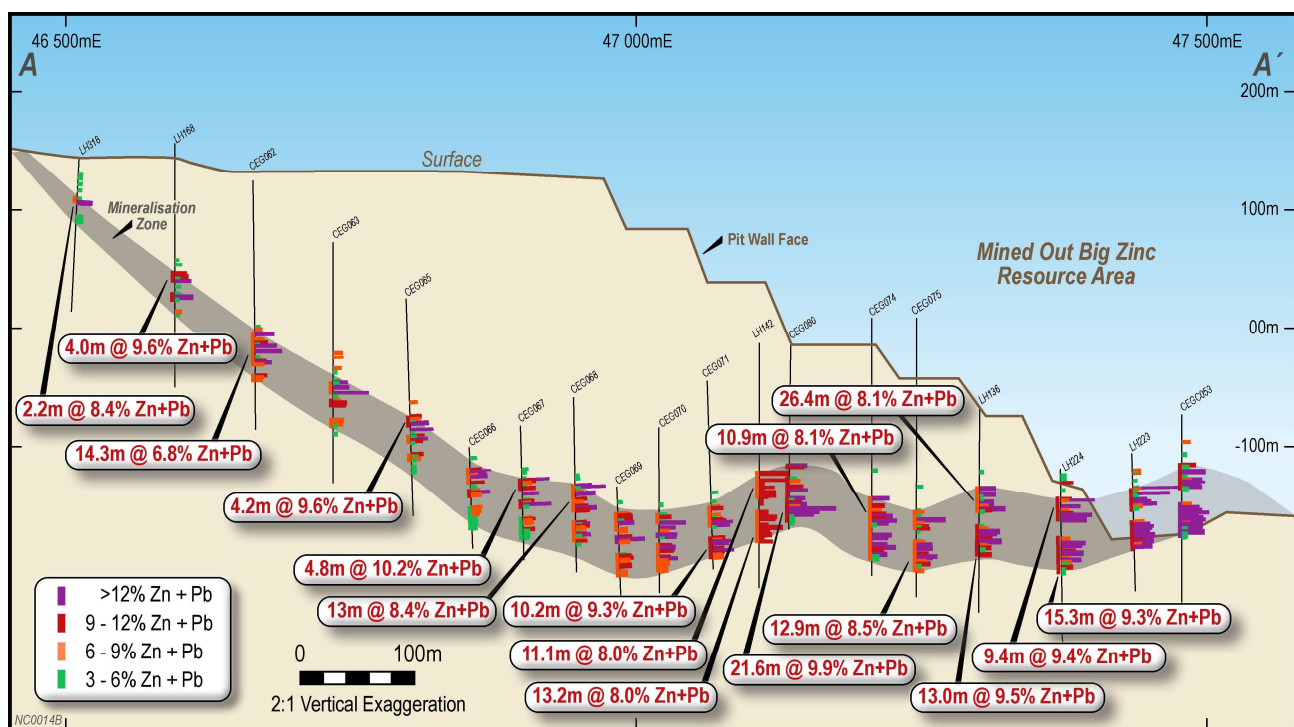 46 500mE
47 000mE
47 500mE
A
A´
200m
100m
00m
-100m
LH318
LH168
CEG062
CEG063
CEG065
CEG066
CEG067
CEG068
CEG069
CEG070
CEG071
LH142
CEG080
CEG074
CEG075
LH136
LH224
LH223
CEGC053
Surface
Mineralisation
Zone
Pit Wall Face
Mined Out Big Zinc
Resource Area
4.0m @ 9.6% Zn+Pb
2.2m @ 8.4% Zn+Pb
14.3m @ 6.8% Zn+Pb
4.2m @ 9.6% Zn+Pb
4.8m @ 10.2% Zn+Pb
13m @ 8.4% Zn+Pb
10.2m @ 9.3% Zn+Pb
11.1m @ 8.0% Zn+Pb
13.2m @ 8.0% Zn+Pb
26.4m @ 8.1% Zn+Pb
10.9m @ 8.1% Zn+Pb
12.9m @ 8.5% Zn+Pb
21.6m @ 9.9% Zn+Pb
15.3m @ 9.3% Zn+Pb
9.4m @ 9.4% Zn+Pb
13.0m @ 9.5% Zn+Pb
>12% Zn + Pb
9 - 12% Zn + Pb
6 - 9% Zn + Pb
3 - 6% Zn + Pb
0 100m
2:1 Vertical Exaggeration
NC0014B